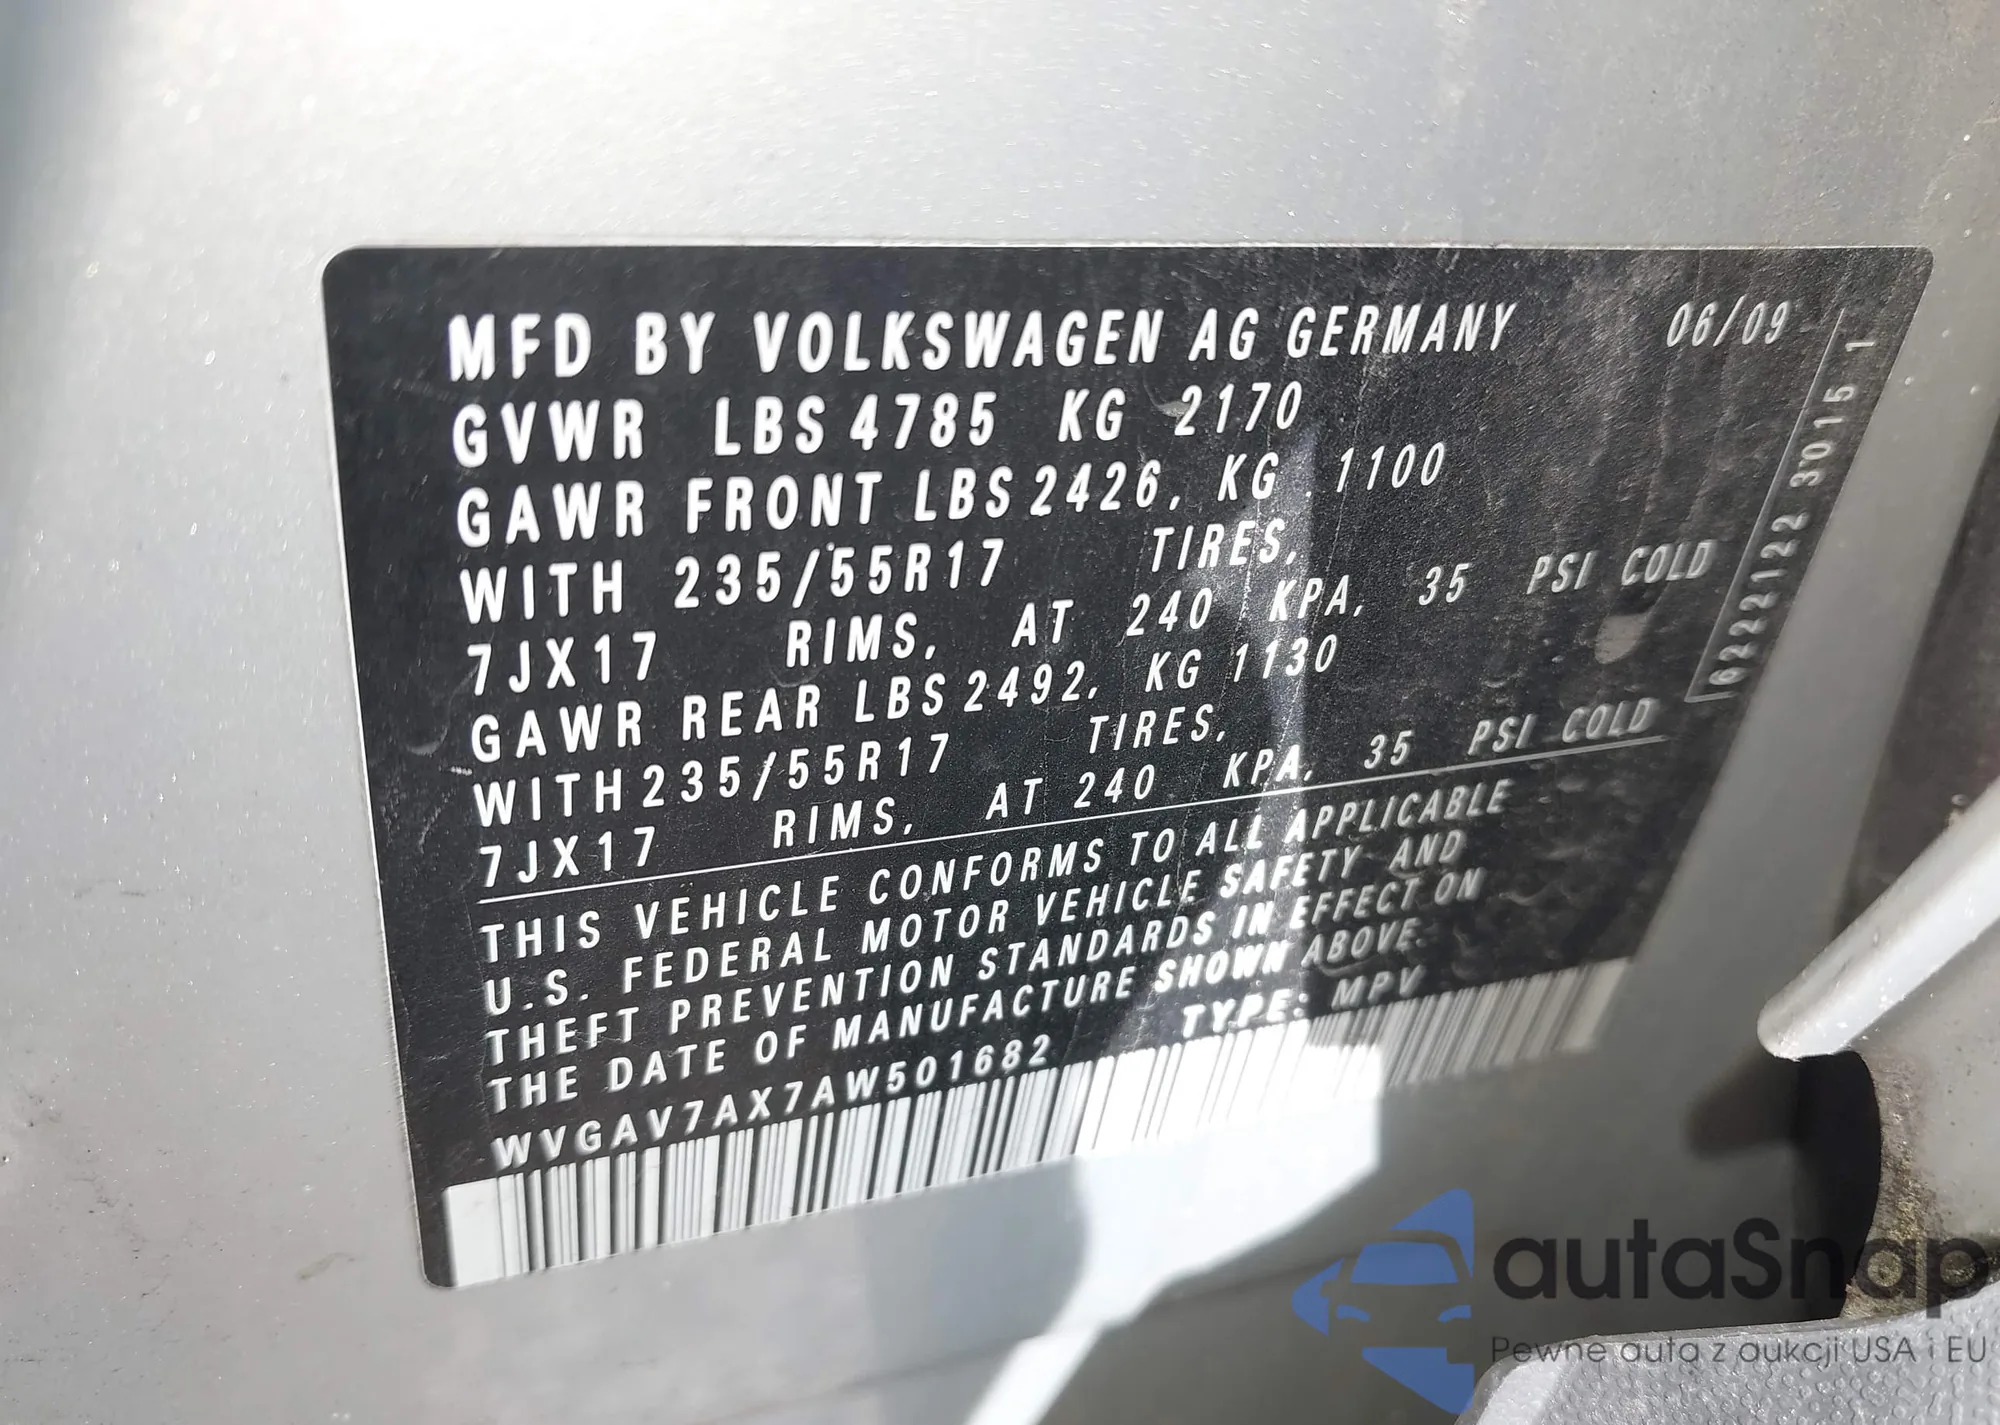 MFD BY VOLKSWAGEN AG GERMANY 06/09
GVWR LBS 4785 KG 2170
GAWR FRONT LBS 2426, KG 1100
WITH 235/55R17 TIRES,
7JX17 RIMS, AT 240 KPA, 35 PSI COLD
GAWR REAR LBS 2492, KG 1130
WITH 235/55R17 TIRES,
7JX17 RIMS, AT 240 KPA, 35 PSI COLD
THIS VEHICLE CONFORMS TO ALL APPLICABLE
U.S. FEDERAL MOTOR VEHICLE SAFETY AND
THEFT PREVENTION STANDARDS IN EFFECT ON
THE DATE OF MANUFACTURE SHOWN ABOVE.
WVGAV7AX7AW501682 TYPE: MPV
6222122 3015 1
autaSnap
Pewne auta z aukcji USA i EU